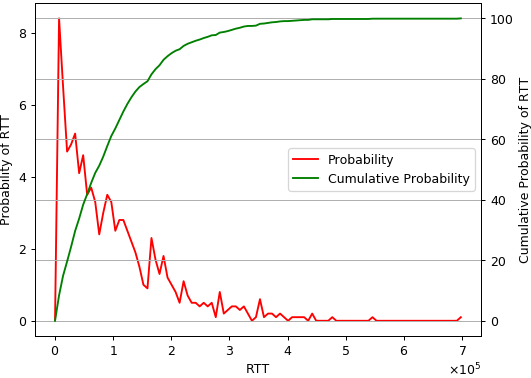 Probability of RTT
8
6
4
2
0
100
80
60
40
20
0
Cumulative Probability of RTT
Probability
Cumulative Probability
0 1 2 3 4 5 6 7
×10⁵
RTT